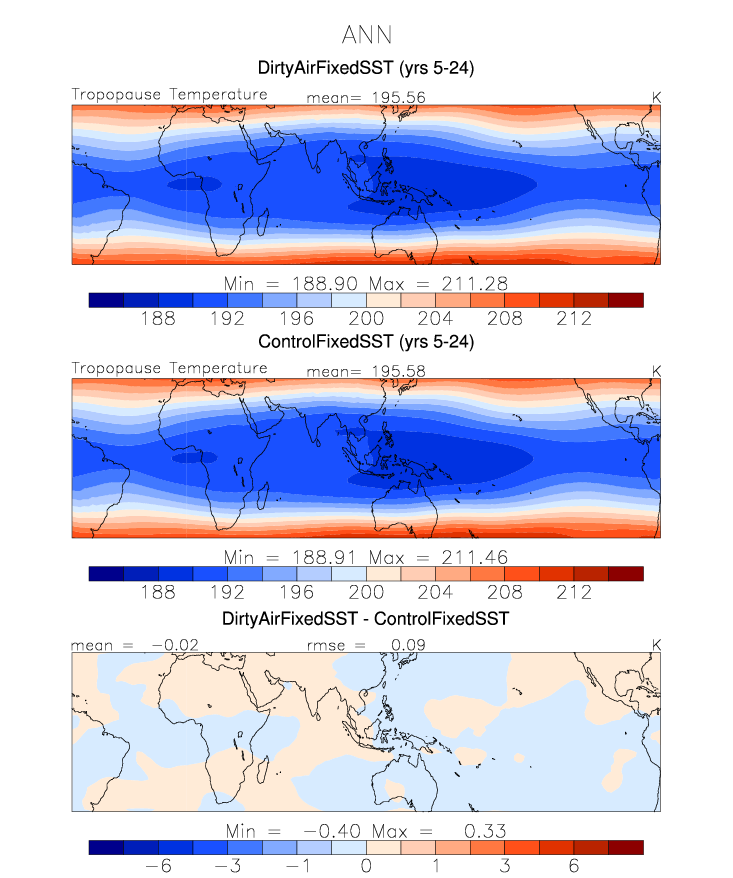 ANN
DirtyAirFixedSST (yrs 5-24)
Tropopause Temperature mean= 195.56 K
Min = 188.90 Max = 211.28
188 192 196 200 204 208 212
ControlFixedSST (yrs 5-24)
Tropopause Temperature mean= 195.58 K
Min = 188.91 Max = 211.46
188 192 196 200 204 208 212
DirtyAirFixedSST - ControlFixedSST
mean = −0.02 rmse = 0.09 K
Min = −0.40 Max = 0.33
−6 −3 −1 0 1 3 6